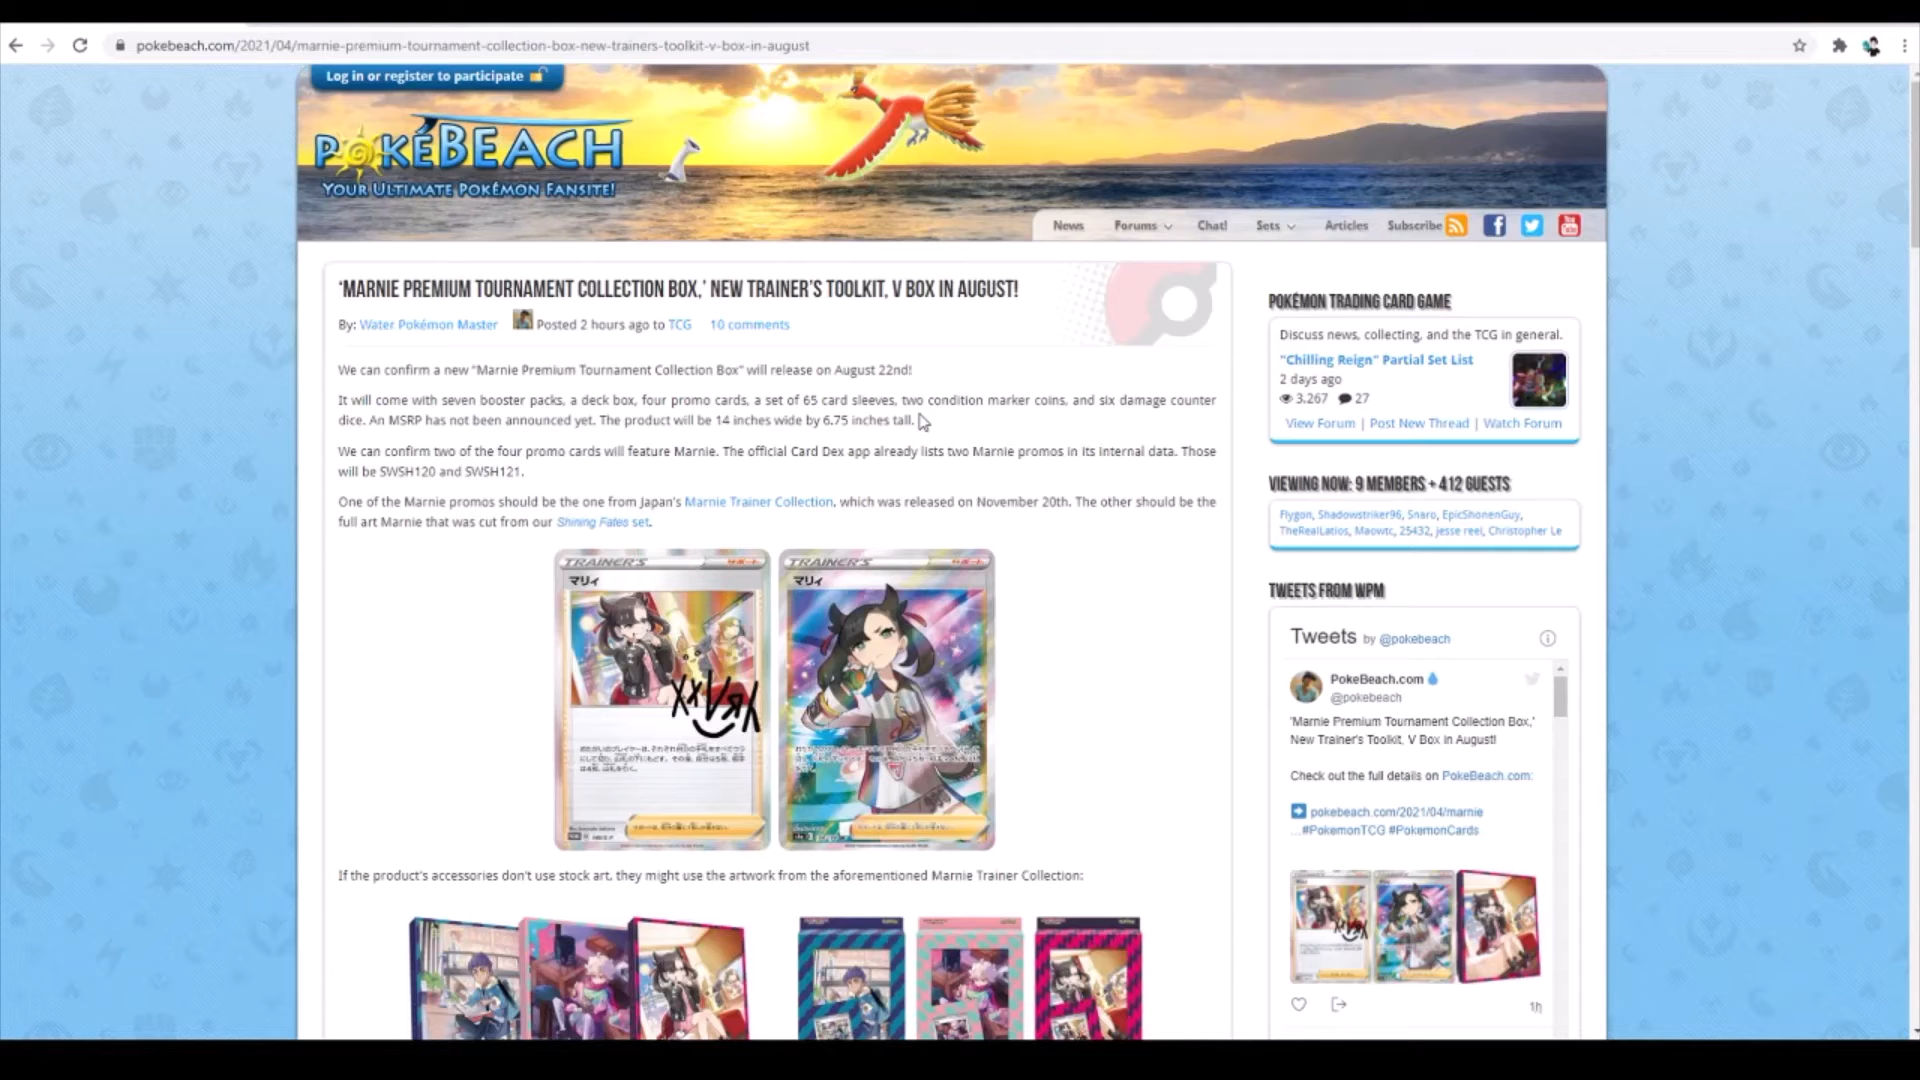 pokebeach.com/2021/04/marnie-premium-tournament-collection-box-new-trainers-toolkit-v-box-in-august
Log in or register to participate
POKÉBEACH
YOUR ULTIMATE POKÉMON FANSITE!
News Forums Chat! Sets Articles Subscribe
'MARNIE PREMIUM TOURNAMENT COLLECTION BOX,' NEW TRAINER'S TOOLKIT, V BOX IN AUGUST!
By: Water Pokémon Master Posted 2 hours ago to TCG 10 comments
We can confirm a new "Marnie Premium Tournament Collection Box" will release on August 22nd!
It will come with seven booster packs, a deck box, four promo cards, a set of 65 card sleeves, two condition marker coins, and six damage counter
dice. An MSRP has not been announced yet. The product will be 14 inches wide by 6.75 inches tall.
We can confirm two of the four promo cards will feature Marnie. The official Card Dex app already lists two Marnie promos in its internal data. Those
will be SWSH120 and SWSH121.
One of the Marnie promos should be the one from Japan's Marnie Trainer Collection, which was released on November 20th. The other should be the
full art Marnie that was cut from our Shining Fates set.
TRAINER'S サポート
マリィ
TRAINER'S サポート
マリィ
If the product's accessories don't use stock art, they might use the artwork from the aforementioned Marnie Trainer Collection:
POKÉMON TRADING CARD GAME
Discuss news, collecting, and the TCG in general.
"Chilling Reign" Partial Set List
2 days ago
3,267 27
View Forum | Post New Thread | Watch Forum
VIEWING NOW: 9 MEMBERS + 412 GUESTS
Flygon, Shadowstriker96, Snaro, EpicShonenGuy,
TheRealLatios, Maowtc, 25432, jesse reel, Christopher Le
TWEETS FROM WPM
Tweets by @pokebeach
PokeBeach.com
@pokebeach
'Marnie Premium Tournament Collection Box,'
New Trainer's Toolkit, V Box in August!
Check out the full details on PokeBeach.com:
pokebeach.com/2021/04/marnie
…#PokemonTCG #PokemonCards
1h